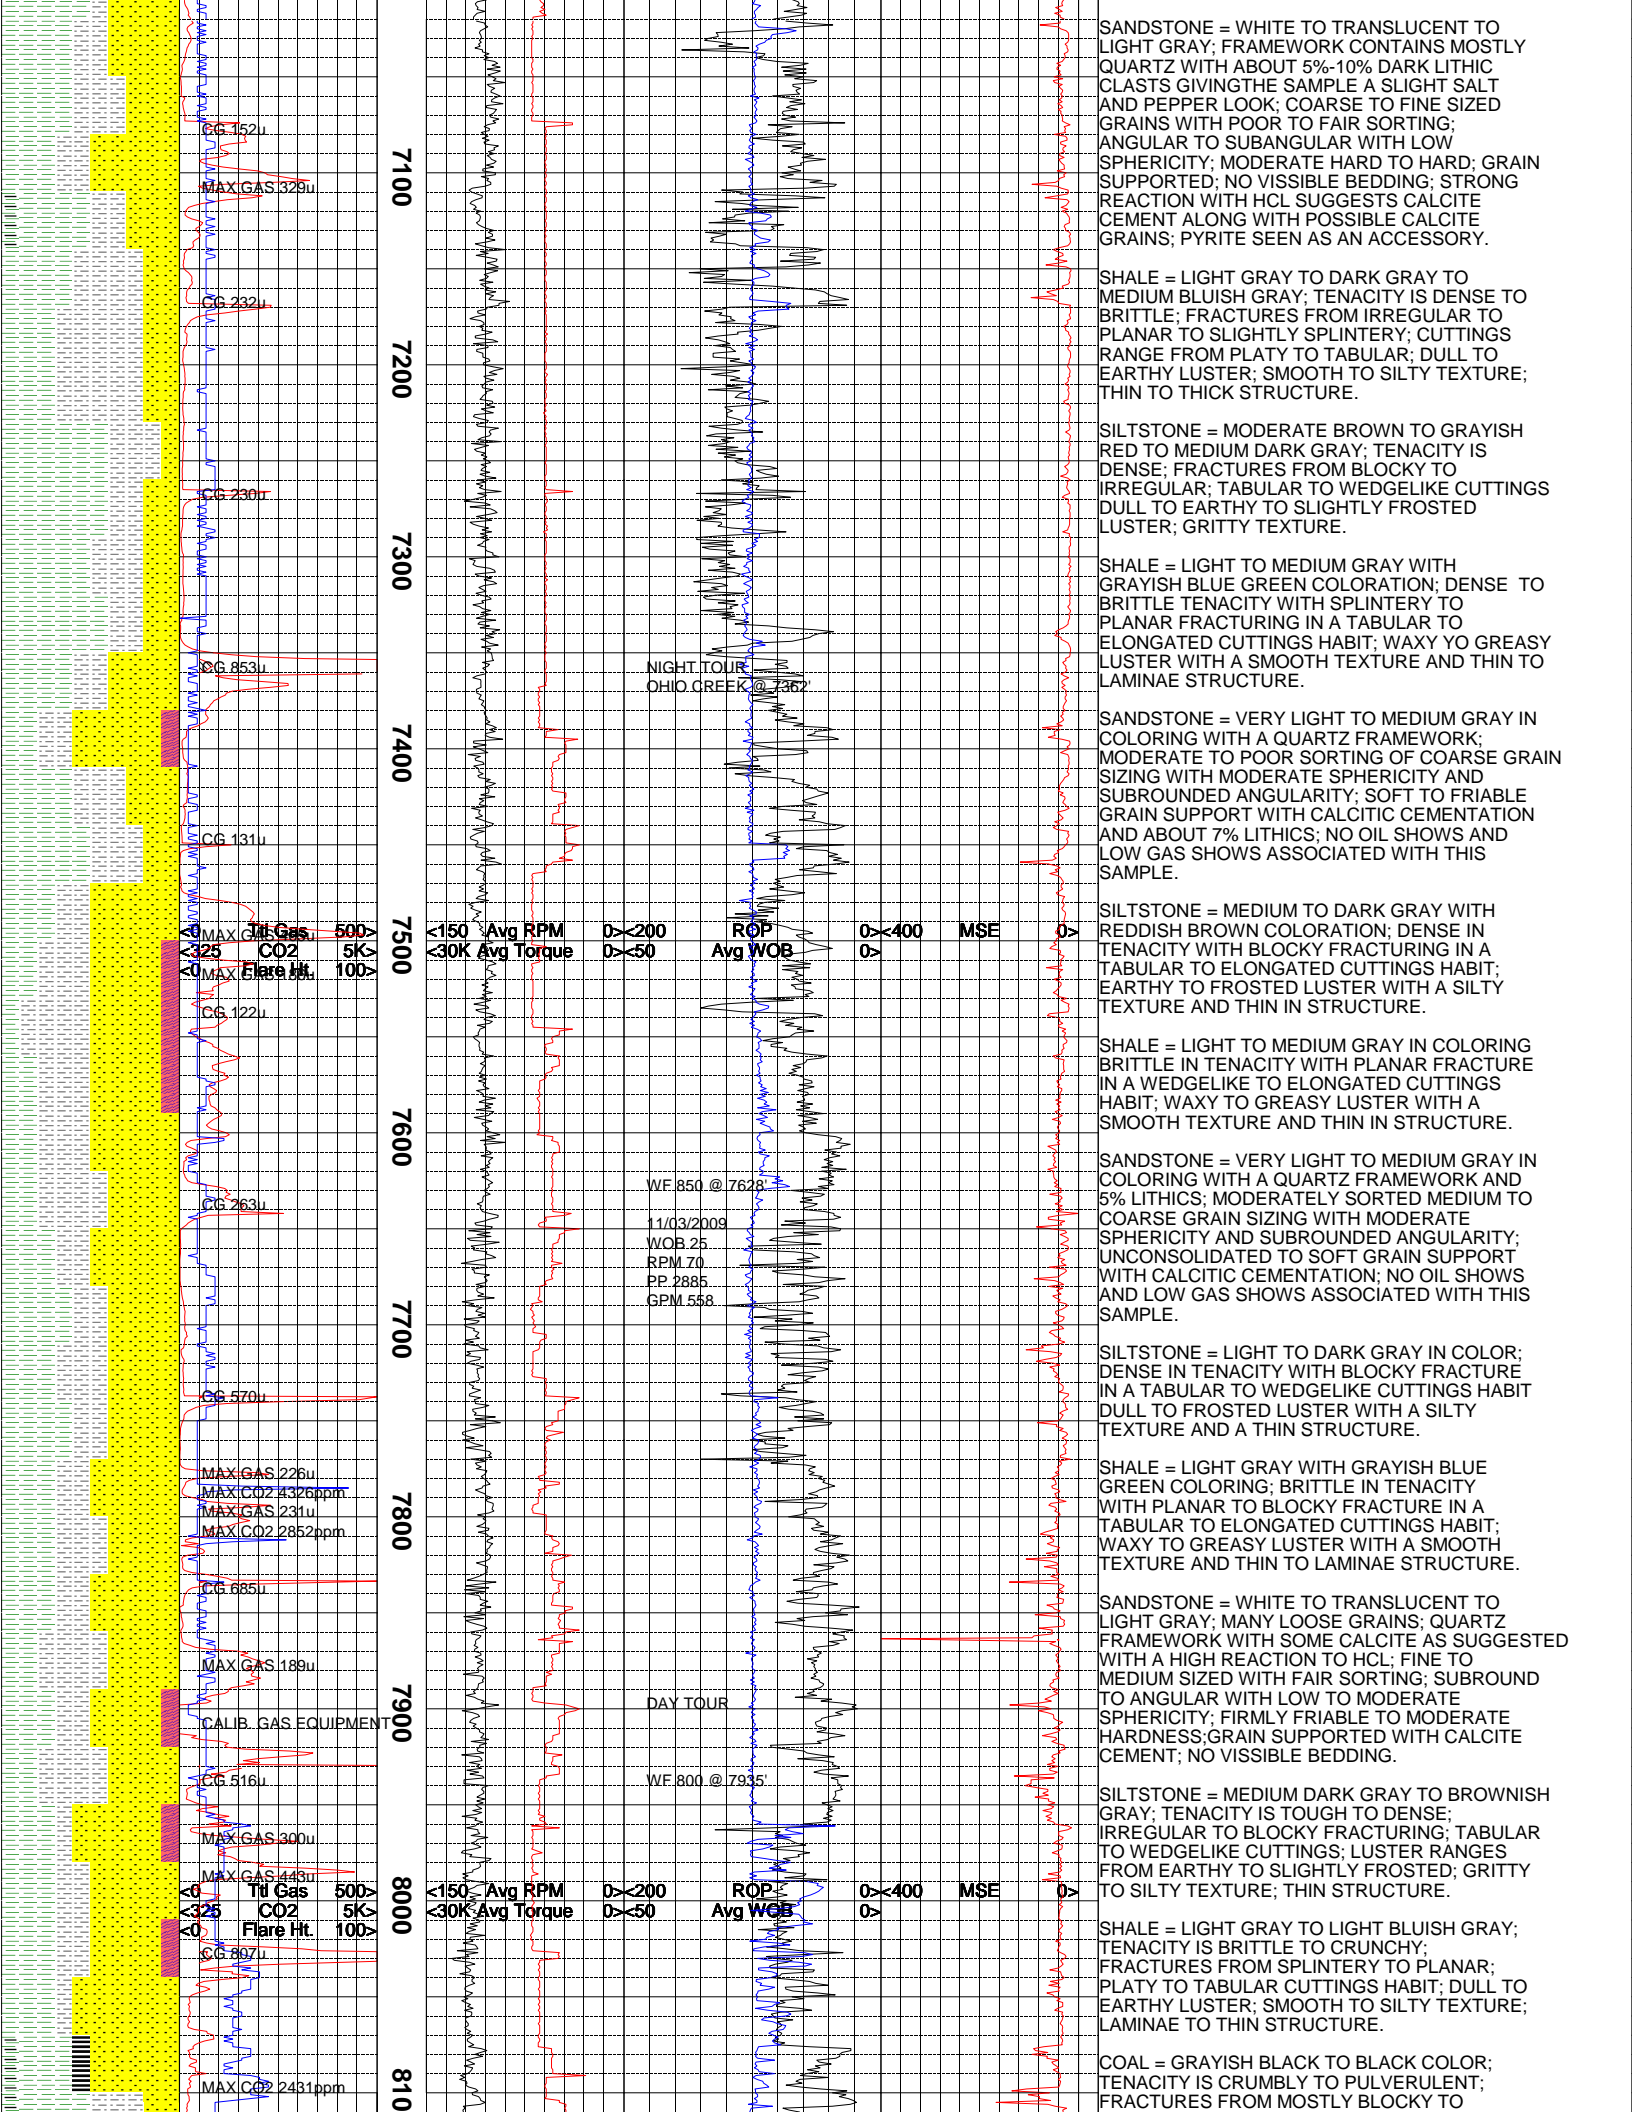 CG 152u
MAX GAS 329u
CG 232u
CG 230u
CG 853u
CG 131u
<0 Ttl Gas 500>
<325 CO2 5K>
<0 Flare Ht. 100>
MAX GAS
MAX GAS
CG 122u
CG 263u
CG 570u
MAX GAS 226u
MAX CO2 4326ppm
MAX GAS 231u
MAX CO2 2852ppm
CG 685u
MAX GAS 189u
CALIB. GAS EQUIPMENT
CG 516u
MAX GAS 300u
MAX GAS 443u
<0 Ttl Gas 500>
<325 CO2 5K>
<0 Flare Ht. 100>
CG 807u
MAX CO2 2431ppm
7100
7200
7300
7400
7500
7600
7700
7800
7900
8000
810
NIGHT TOUR
OHIO CREEK @ 7362'
<150 Avg RPM 0>
<30K Avg Torque 0>
<200 ROP 0>
<50 Avg WOB 0>
<400 MSE 0>
WF 850 @ 7628'
11/03/2009
WOB 25
RPM 70
PP 2885
GPM 558
DAY TOUR
WF 800 @ 7935'
<150 Avg RPM 0>
<30K Avg Torque 0>
<200 ROP 0>
<50 Avg WOB 0>
<400 MSE 0>
SANDSTONE = WHITE TO TRANSLUCENT TO
LIGHT GRAY; FRAMEWORK CONTAINS MOSTLY
QUARTZ WITH ABOUT 5%-10% DARK LITHIC
CLASTS GIVINGTHE SAMPLE A SLIGHT SALT
AND PEPPER LOOK; COARSE TO FINE SIZED
GRAINS WITH POOR TO FAIR SORTING;
ANGULAR TO SUBANGULAR WITH LOW
SPHERICITY; MODERATE HARD TO HARD; GRAIN
SUPPORTED; NO VISSIBLE BEDDING; STRONG
REACTION WITH HCL SUGGESTS CALCITE
CEMENT ALONG WITH POSSIBLE CALCITE
GRAINS; PYRITE SEEN AS AN ACCESSORY.
SHALE = LIGHT GRAY TO DARK GRAY TO
MEDIUM BLUISH GRAY; TENACITY IS DENSE TO
BRITTLE; FRACTURES FROM IRREGULAR TO
PLANAR TO SLIGHTLY SPLINTERY; CUTTINGS
RANGE FROM PLATY TO TABULAR; DULL TO
EARTHY LUSTER; SMOOTH TO SILTY TEXTURE;
THIN TO THICK STRUCTURE.
SILTSTONE = MODERATE BROWN TO GRAYISH
RED TO MEDIUM DARK GRAY; TENACITY IS
DENSE; FRACTURES FROM BLOCKY TO
IRREGULAR; TABULAR TO WEDGELIKE CUTTINGS
DULL TO EARTHY TO SLIGHTLY FROSTED
LUSTER; GRITTY TEXTURE.
SHALE = LIGHT TO MEDIUM GRAY WITH
GRAYISH BLUE GREEN COLORATION; DENSE TO
BRITTLE TENACITY WITH SPLINTERY TO
PLANAR FRACTURING IN A TABULAR TO
ELONGATED CUTTINGS HABIT; WAXY YO GREASY
LUSTER WITH A SMOOTH TEXTURE AND THIN TO
LAMINAE STRUCTURE.
SANDSTONE = VERY LIGHT TO MEDIUM GRAY IN
COLORING WITH A QUARTZ FRAMEWORK;
MODERATE TO POOR SORTING OF COARSE GRAIN
SIZING WITH MODERATE SPHERICITY AND
SUBROUNDED ANGULARITY; SOFT TO FRIABLE
GRAIN SUPPORT WITH CALCITIC CEMENTATION
AND ABOUT 7% LITHICS; NO OIL SHOWS AND
LOW GAS SHOWS ASSOCIATED WITH THIS
SAMPLE.
SILTSTONE = MEDIUM TO DARK GRAY WITH
REDDISH BROWN COLORATION; DENSE IN
TENACITY WITH BLOCKY FRACTURING IN A
TABULAR TO ELONGATED CUTTINGS HABIT;
EARTHY TO FROSTED LUSTER WITH A SILTY
TEXTURE AND THIN IN STRUCTURE.
SHALE = LIGHT TO MEDIUM GRAY IN COLORING
BRITTLE IN TENACITY WITH PLANAR FRACTURE
IN A WEDGELIKE TO ELONGATED CUTTINGS
HABIT; WAXY TO GREASY LUSTER WITH A
SMOOTH TEXTURE AND THIN IN STRUCTURE.
SANDSTONE = VERY LIGHT TO MEDIUM GRAY IN
COLORING WITH A QUARTZ FRAMEWORK AND
5% LITHICS; MODERATELY SORTED MEDIUM TO
COARSE GRAIN SIZING WITH MODERATE
SPHERICITY AND SUBROUNDED ANGULARITY;
UNCONSOLIDATED TO SOFT GRAIN SUPPORT
WITH CALCITIC CEMENTATION; NO OIL SHOWS
AND LOW GAS SHOWS ASSOCIATED WITH THIS
SAMPLE.
SILTSTONE = LIGHT TO DARK GRAY IN COLOR;
DENSE IN TENACITY WITH BLOCKY FRACTURE
IN A TABULAR TO WEDGELIKE CUTTINGS HABIT
DULL TO FROSTED LUSTER WITH A SILTY
TEXTURE AND A THIN STRUCTURE.
SHALE = LIGHT GRAY WITH GRAYISH BLUE
GREEN COLORING; BRITTLE IN TENACITY
WITH PLANAR TO BLOCKY FRACTURE IN A
TABULAR TO ELONGATED CUTTINGS HABIT;
WAXY TO GREASY LUSTER WITH A SMOOTH
TEXTURE AND THIN TO LAMINAE STRUCTURE.
SANDSTONE = WHITE TO TRANSLUCENT TO
LIGHT GRAY; MANY LOOSE GRAINS; QUARTZ
FRAMEWORK WITH SOME CALCITE AS SUGGESTED
WITH A HIGH REACTION TO HCL; FINE TO
MEDIUM SIZED WITH FAIR SORTING; SUBROUND
TO ANGULAR WITH LOW TO MODERATE
SPHERICITY; FIRMLY FRIABLE TO MODERATE
HARDNESS;GRAIN SUPPORTED WITH CALCITE
CEMENT; NO VISSIBLE BEDDING.
SILTSTONE = MEDIUM DARK GRAY TO BROWNISH
GRAY; TENACITY IS TOUGH TO DENSE;
IRREGULAR TO BLOCKY FRACTURING; TABULAR
TO WEDGELIKE CUTTINGS; LUSTER RANGES
FROM EARTHY TO SLIGHTLY FROSTED; GRITTY
TO SILTY TEXTURE; THIN STRUCTURE.
SHALE = LIGHT GRAY TO LIGHT BLUISH GRAY;
TENACITY IS BRITTLE TO CRUNCHY;
FRACTURES FROM SPLINTERY TO PLANAR;
PLATY TO TABULAR CUTTINGS HABIT; DULL TO
EARTHY LUSTER; SMOOTH TO SILTY TEXTURE;
LAMINAE TO THIN STRUCTURE.
COAL = GRAYISH BLACK TO BLACK COLOR;
TENACITY IS CRUMBLY TO PULVERULENT;
FRACTURES FROM MOSTLY BLOCKY TO